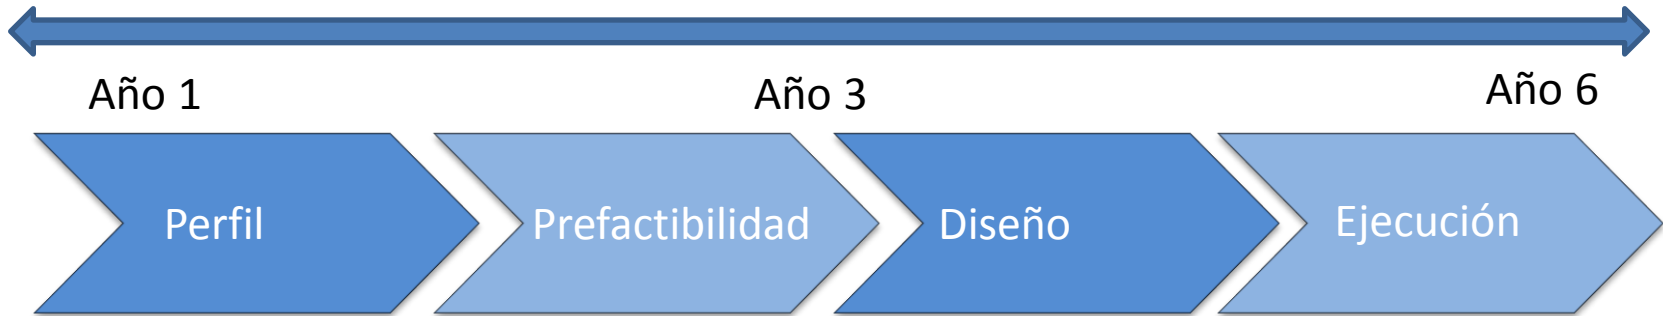 Año 1
Año 3
Año 6
Perfil
Prefactibilidad
Diseño
Ejecución